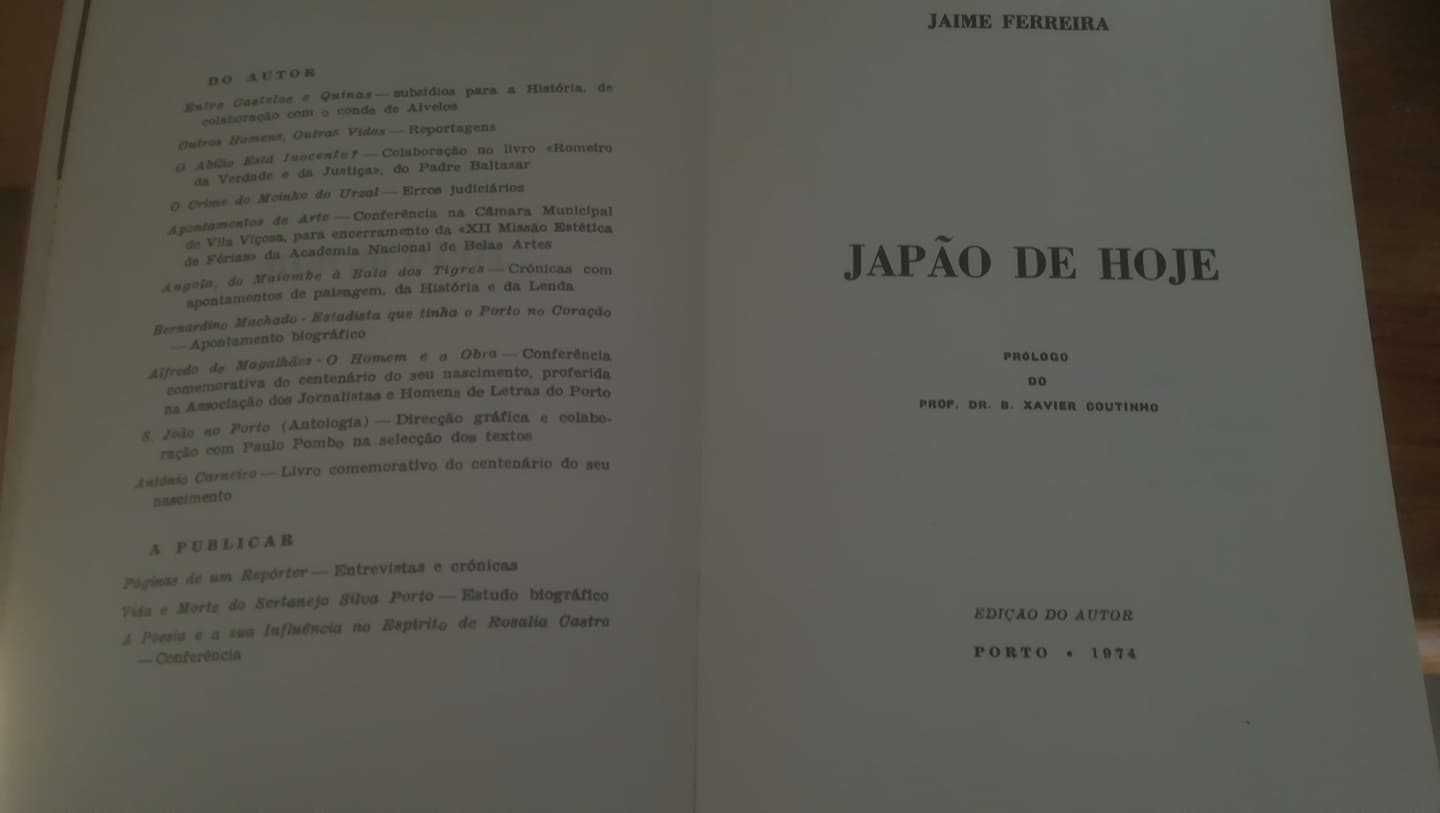 DO AUTOR
Entre Castelos e Quinas — subsídios para a História, de
colaboração com o conde de Alvelos
Outros Homens, Outras Vidas — Reportagens
O Abílio Está Inocente? — Colaboração no livro «Romeiro
da Verdade e da Justiça», do Padre Baltasar
O Crime do Moinho do Urzal — Erros judiciários
Apontamentos de Arte — Conferência na Câmara Municipal
de Vila Viçosa, para encerramento da «XII Missão Estética
de Férias» da Academia Nacional de Belas Artes
Angola, do Maiombe à Baía dos Tigres — Crónicas com
apontamentos de paisagem, da História e da Lenda
Bernardino Machado - Estadista que tinha o Porto no Coração
— Apontamento biográfico
Alfredo de Magalhães - O Homem e a Obra — Conferência
comemorativa do centenário do seu nascimento, proferida
na Associação dos Jornalistas e Homens de Letras do Porto
S. João no Porto (Antologia) — Direcção gráfica e colabo-
ração com Paulo Pombo na selecção dos textos
António Carneiro — Livro comemorativo do centenário do seu
nascimento
A PUBLICAR
Páginas de um Repórter — Entrevistas e crónicas
Vida e Morte do Sertanejo Silva Porto — Estudo biográfico
A Poesia e a sua Influência no Espírito de Rosalia Castro
— Conferência
JAIME FERREIRA
JAPÃO DE HOJE
PRÓLOGO
DO
PROF. DR. B. XAVIER COUTINHO
EDIÇÃO DO AUTOR
PORTO • 1974